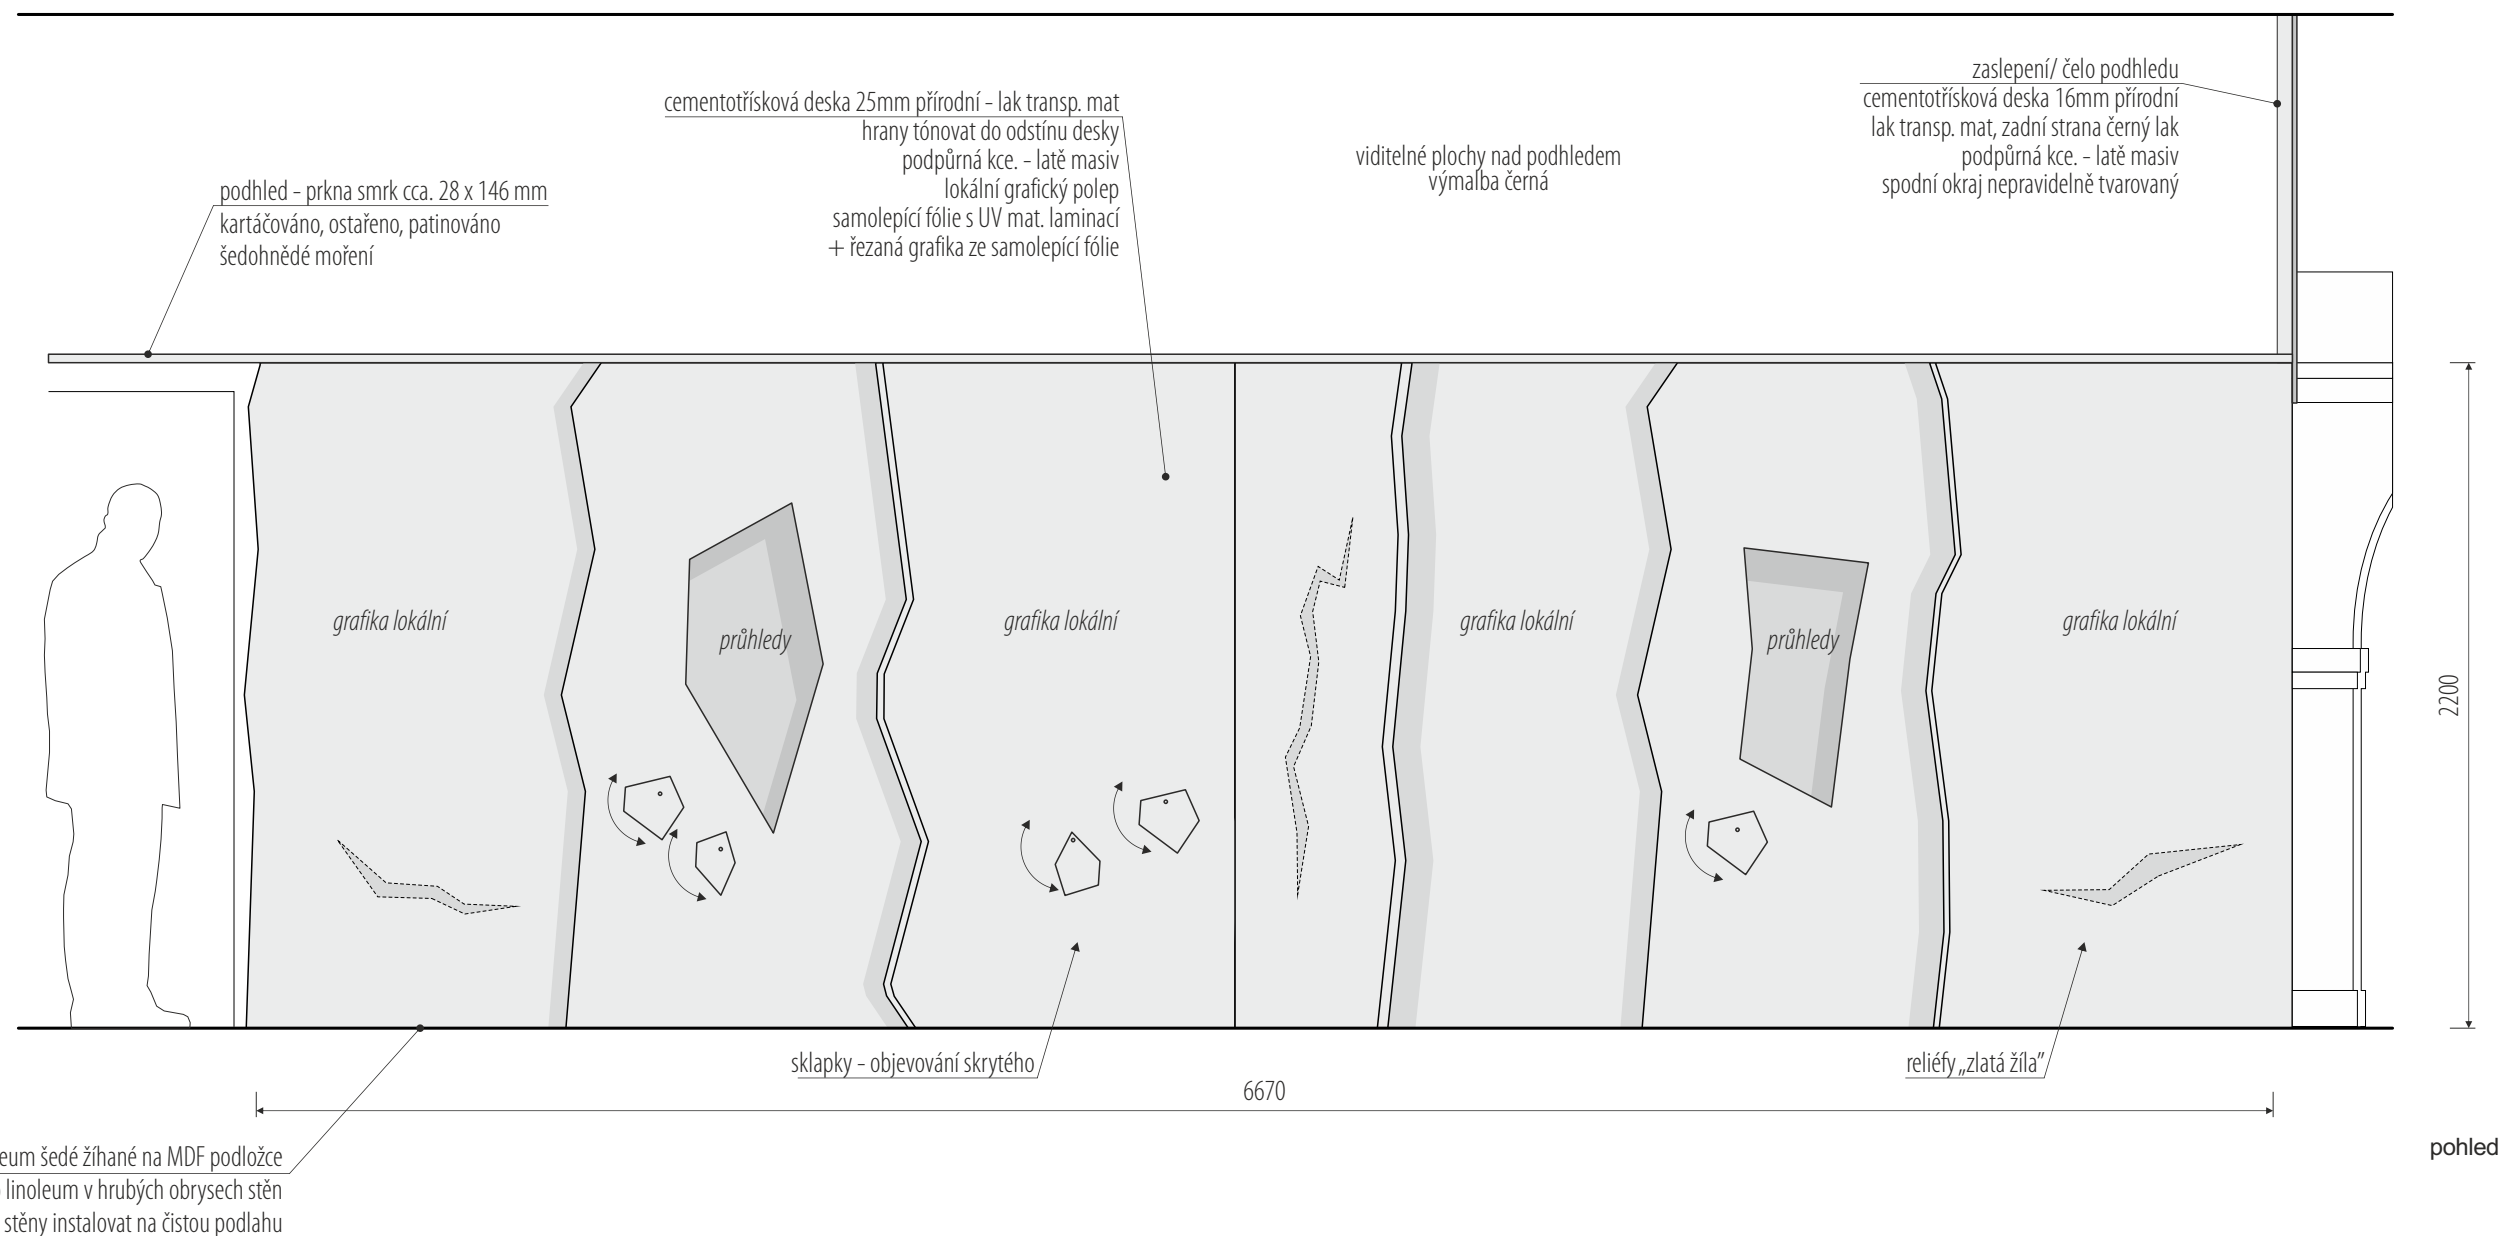 zaslepení/ čelo podhledu
cementotřísková deska 16mm přírodní
lak transp. mat, zadní strana černý lak
podpůrná kce. - latě masiv
spodní okraj nepravidelně tvarovaný
cementotřísková deska 25mm přírodní - lak transp. mat
hrany tónovat do odstínu desky
podpůrná kce. - latě masiv
lokální grafický polep
samolepící fólie s UV mat. laminací
+ řezaná grafika ze samolepící fólie
viditelné plochy nad podhledem
výmalba černá
podhled - prkna smrk cca. 28 x 146 mm
kartáčováno, ostařeno, patinováno
šedohnědé moření
grafika lokální
průhledy
grafika lokální
grafika lokální
průhledy
grafika lokální
2200
sklapky - objevování skrytého
reliéfy „zlatá žíla”
6670
šedé žíhané na MDF podložce
linoleum v hrubých obrysech stěn
stěny instalovat na čistou podlahu
pohled